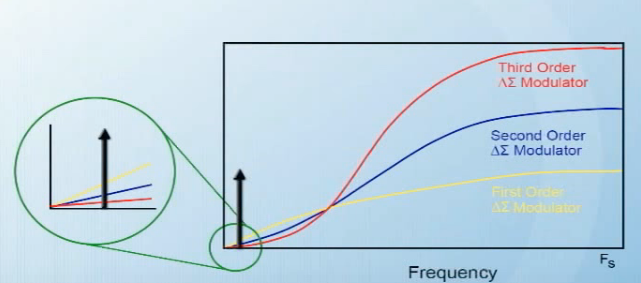 Third Order
ΔΣ Modulator
Second Order
ΔΣ Modulator
First Order
ΔΣ Modulator
Fs
Frequency